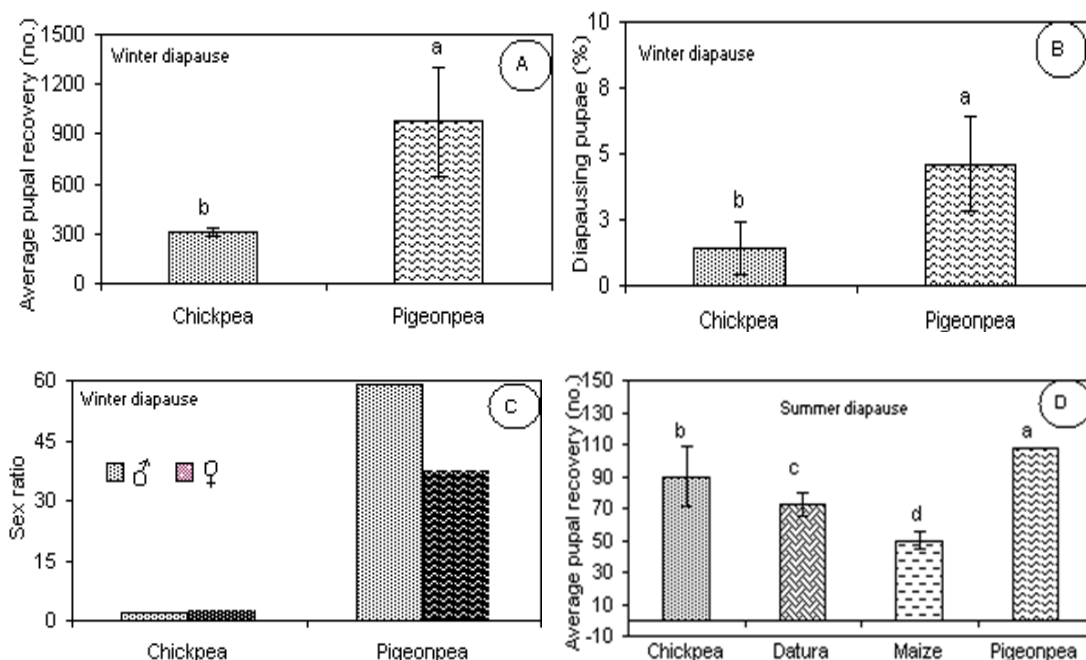 Average pupal recovery (no.)
1500
1200
900
600
300
0
Winter diapause
A
b
a
Chickpea
Pigeonpea
Diapausing pupae (%)
10
8
5
3
0
Winter diapause
B
b
a
Chickpea
Pigeonpea
Sex ratio
60
45
30
15
0
Winter diapause
C
♂ ♀
Chickpea
Pigeonpea
Average pupal recovery (no.)
150
130
110
90
70
50
30
10
-10
Summer diapause
D
b
c
d
a
Chickpea
Datura
Maize
Pigeonpea